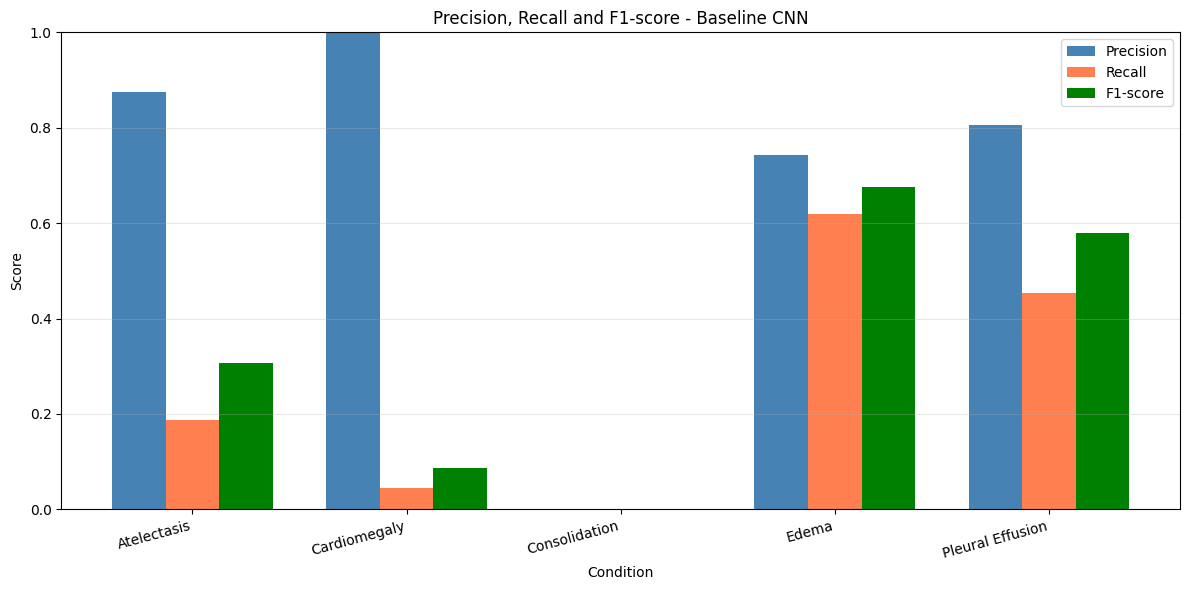 Precision, Recall and F1-score - Baseline CNN
Precision
Recall
F1-score
Score
1.0
0.8
0.6
0.4
0.2
0.0
Atelectasis
Cardiomegaly
Consolidation
Edema
Pleural Effusion
Condition